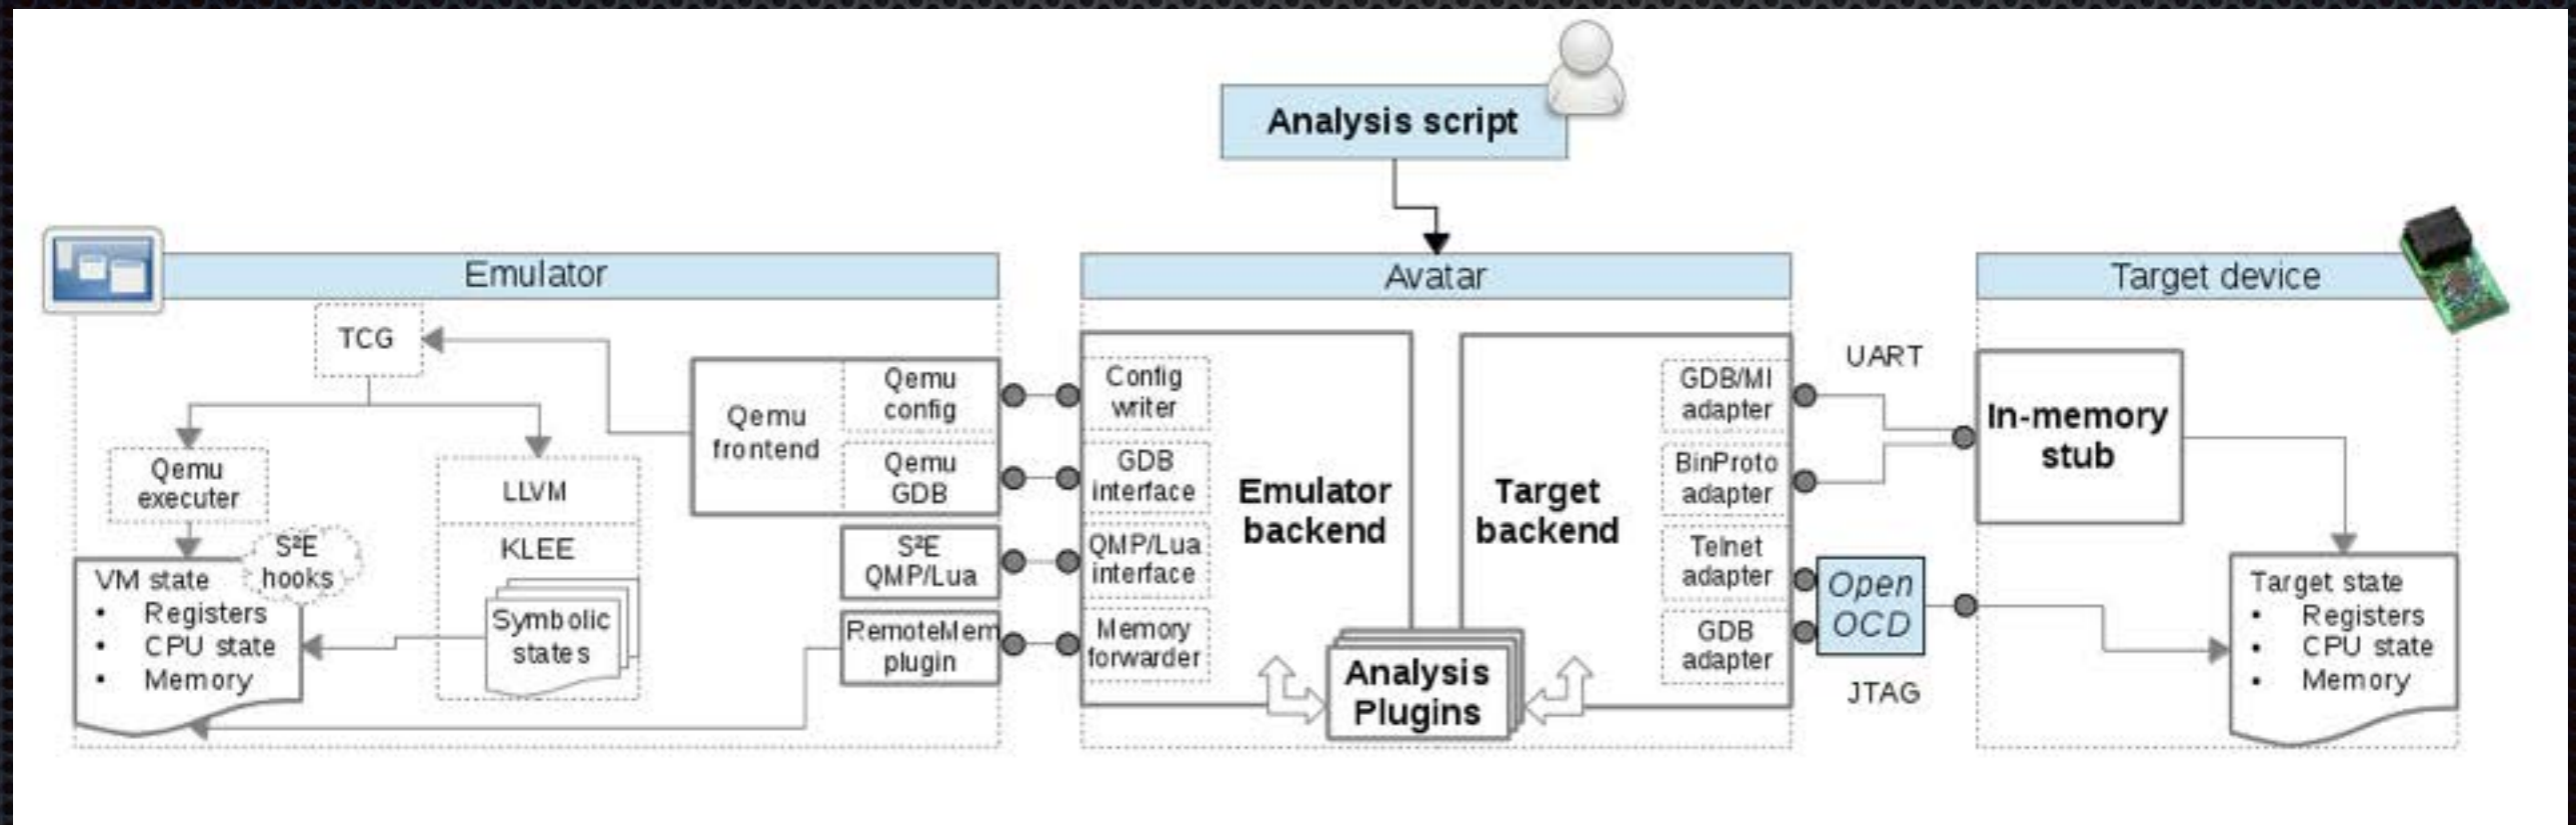 Analysis script
Emulator
Avatar
Target device
TCG
Qemu
executer
S²E
hooks
VM state
• Registers
• CPU state
• Memory
LLVM
KLEE
Symbolic
states
Qemu
frontend
Qemu
config
Qemu
GDB
S²E
QMP/Lua
RemoteMem
plugin
Config
writer
GDB
interface
QMP/Lua
interface
Memory
forwarder
Emulator
backend
Target
backend
Analysis
Plugins
GDB/MI
adapter
BinProto
adapter
Telnet
adapter
GDB
adapter
UART
Open
OCD
JTAG
In-memory
stub
Target state
• Registers
• CPU state
• Memory